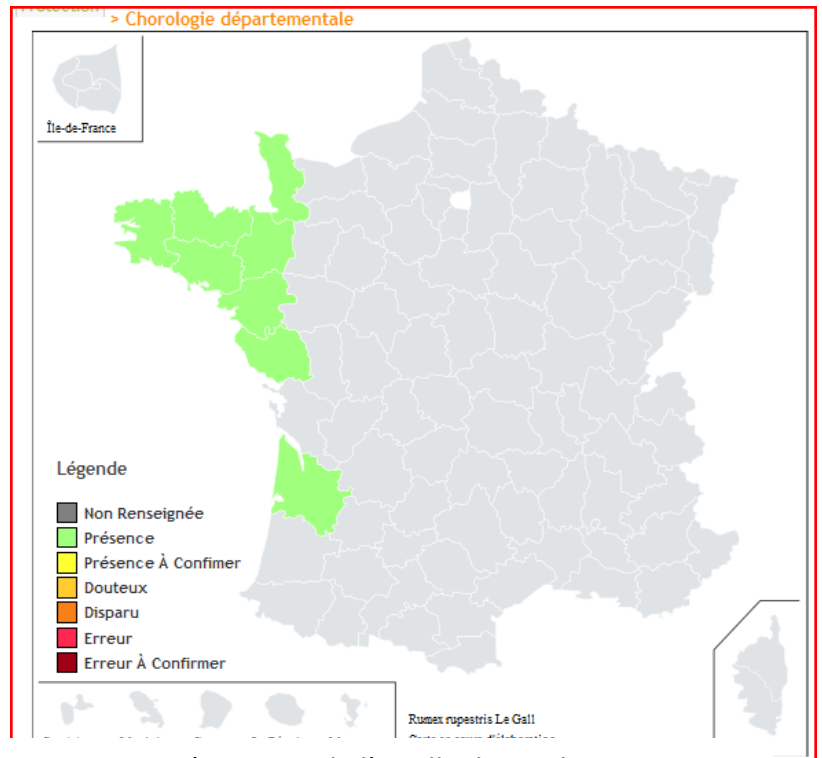 > Chorologie départementale
Île-de-France
Légende
Non Renseignée
Présence
Présence À Confimer
Douteux
Disparu
Erreur
Erreur À Confirmer
Rumex rupestris Le Gall